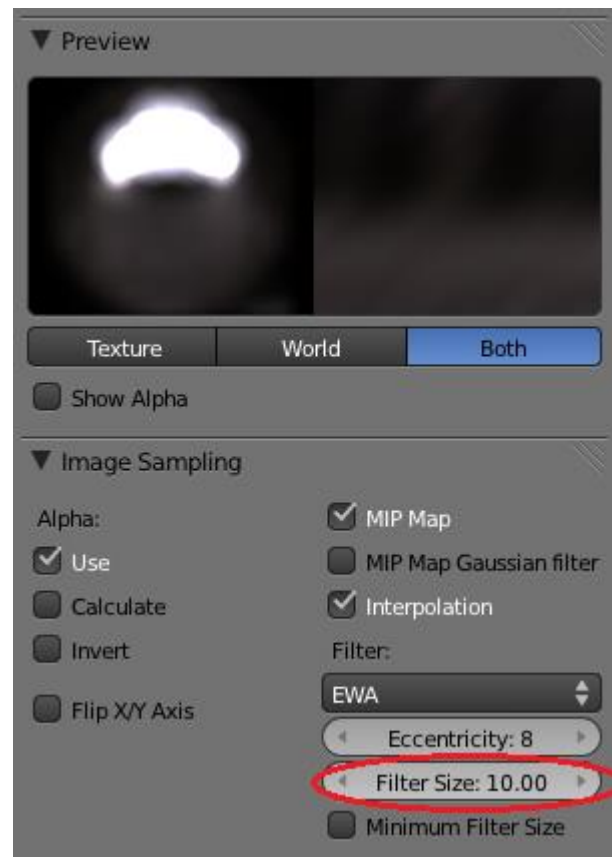 Preview
Texture World Both
Show Alpha
Image Sampling
Alpha:
Use
Calculate
Invert
Flip X/Y Axis
MIP Map
MIP Map Gaussian filter
Interpolation
Filter:
EWA
Eccentricity: 8
Filter Size: 10.00
Minimum Filter Size